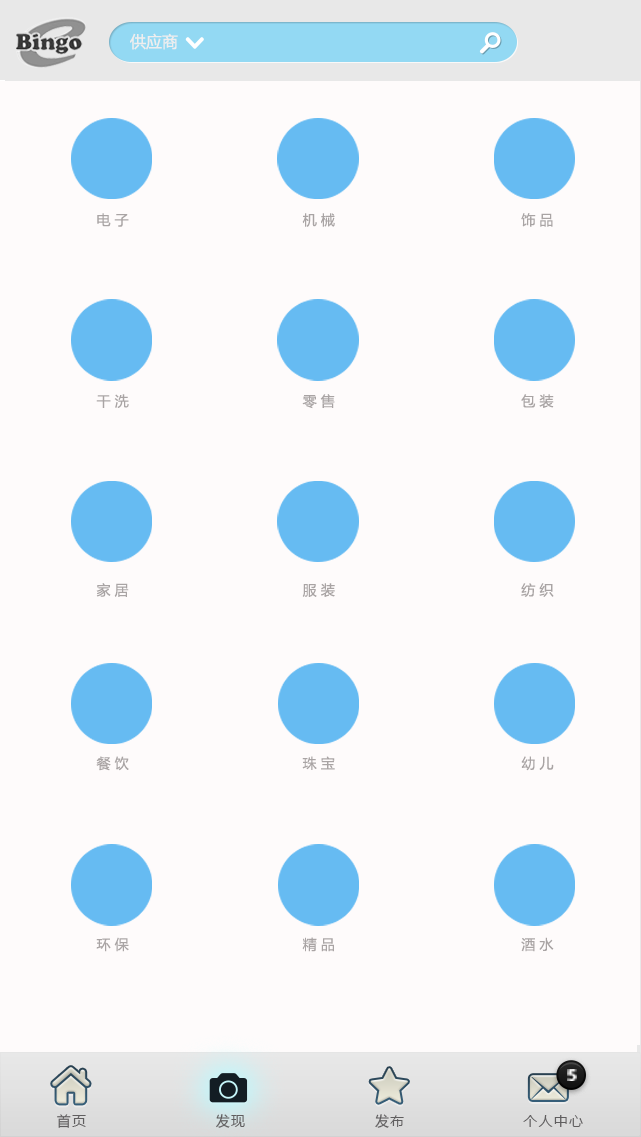 Bingo
供应商
电子 机械 饰品
干洗 零售 包装
家居 服装 纺织
餐饮 珠宝 幼儿
环保 精品 酒水
5
首页 发现 发布 个人中心